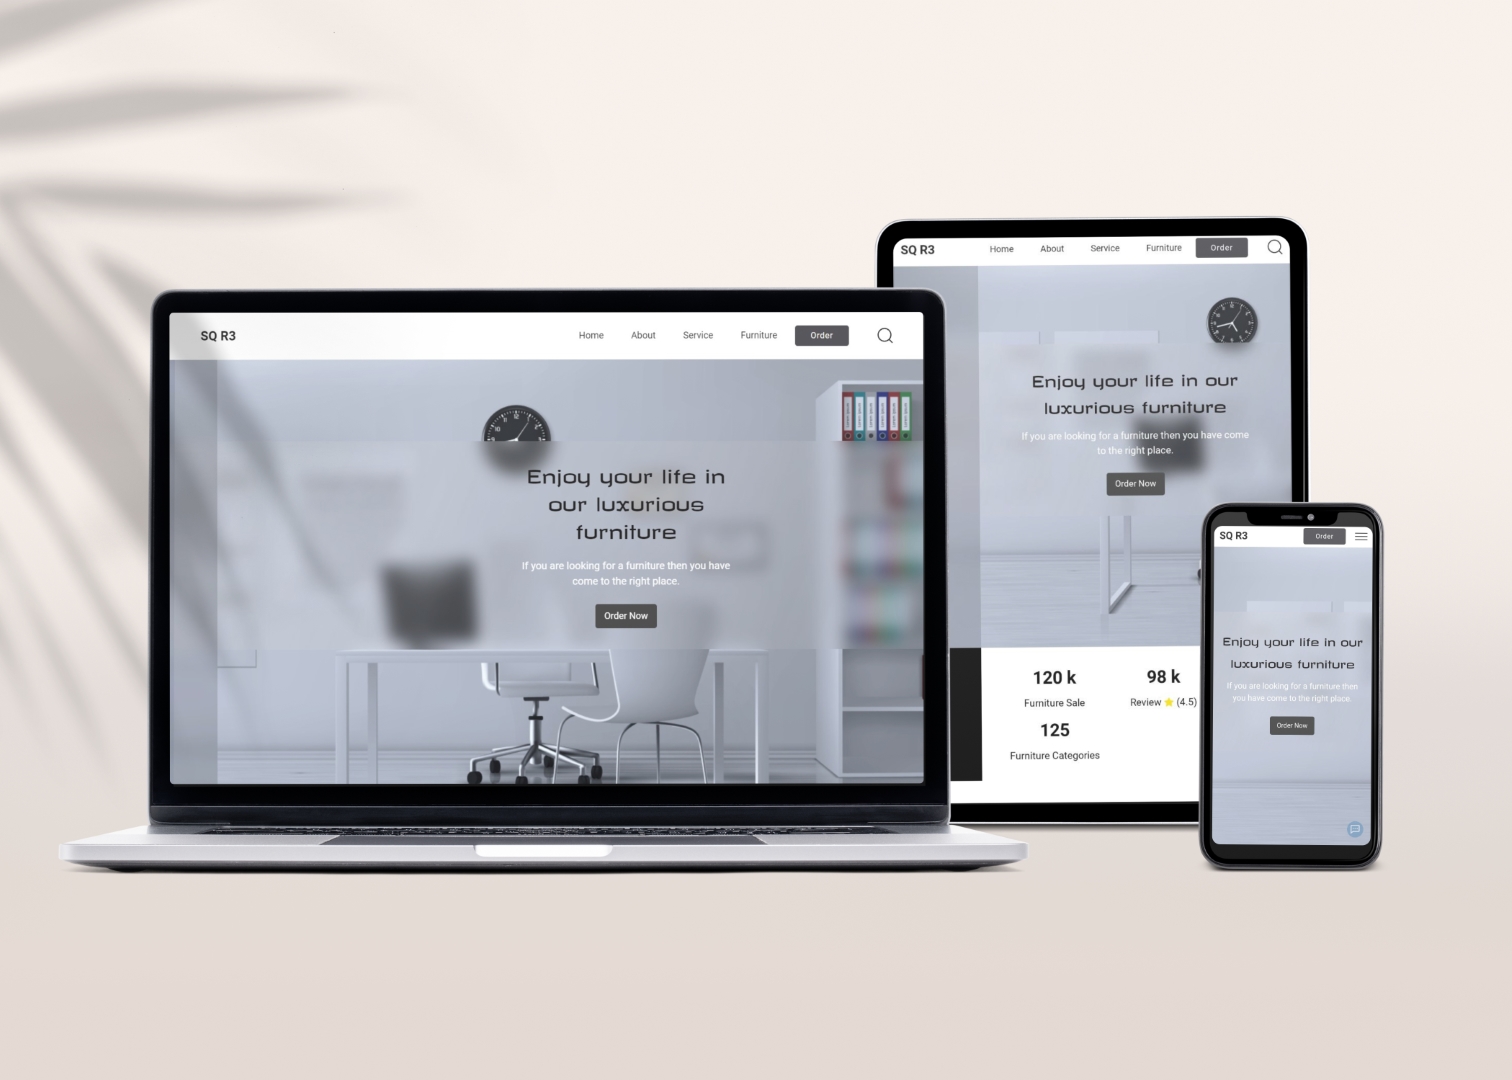 SQ R3
Home About Service Furniture Order
Enjoy your life in
our luxurious
furniture
If you are looking for a furniture then you have
come to the right place.
Order Now
SQ R3
Home About Service Furniture Order
Enjoy your life in our
luxurious furniture
If you are looking for a furniture then you have come
to the right place.
Order Now
120 k
Furniture Sale
98 k
Review ⭐ (4.5)
125
Furniture Categories
SQ R3
Order
Enjoy your life in our
luxurious furniture
If you are looking for a furniture then
you have come to the right place.
Order Now